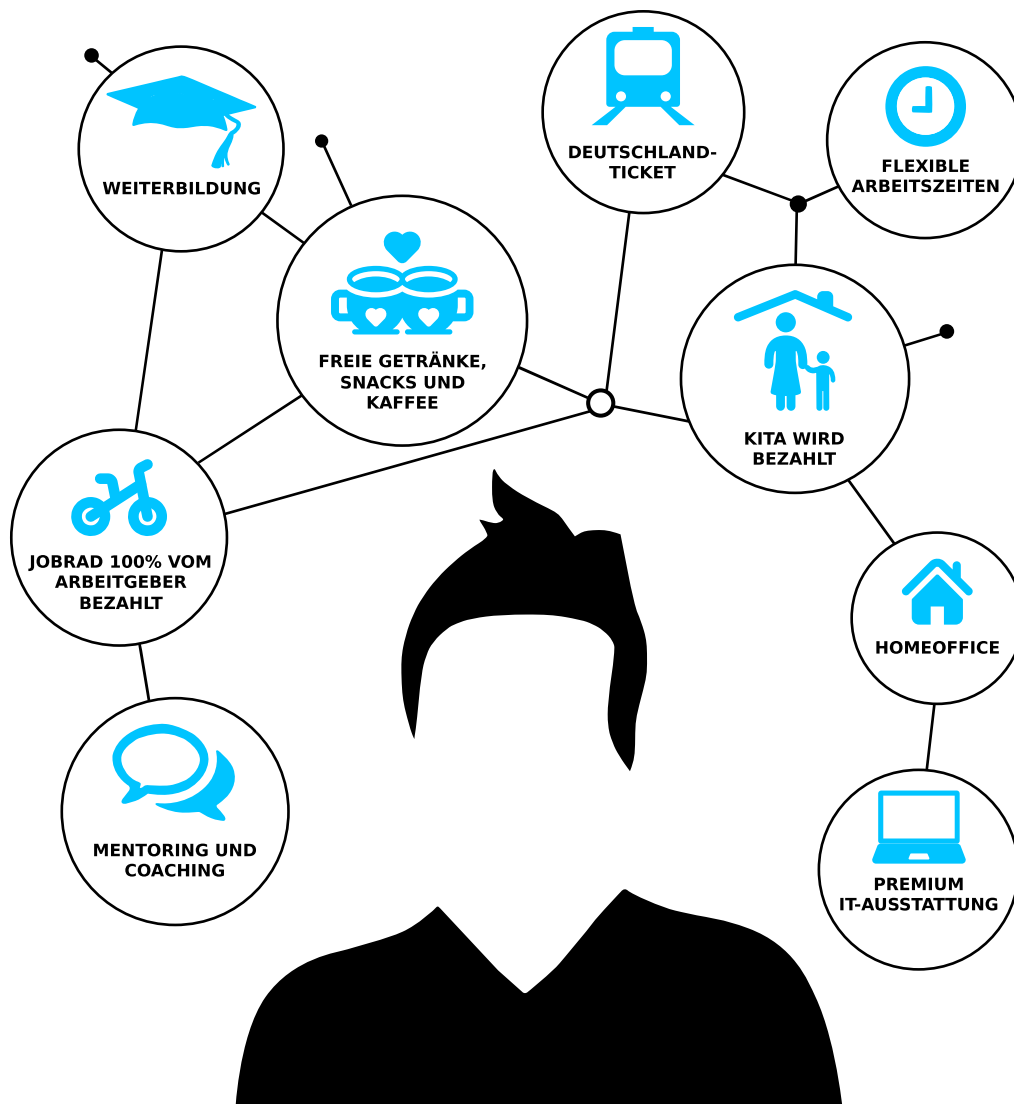 WEITERBILDUNG
DEUTSCHLAND-
TICKET
FLEXIBLE
ARBEITSZEITEN
FREIE GETRÄNKE,
SNACKS UND
KAFFEE
KITA WIRD
BEZAHLT
JOBRAD 100% VOM
ARBEITGEBER
BEZAHLT
HOMEOFFICE
MENTORING UND
COACHING
PREMIUM
IT-AUSSTATTUNG